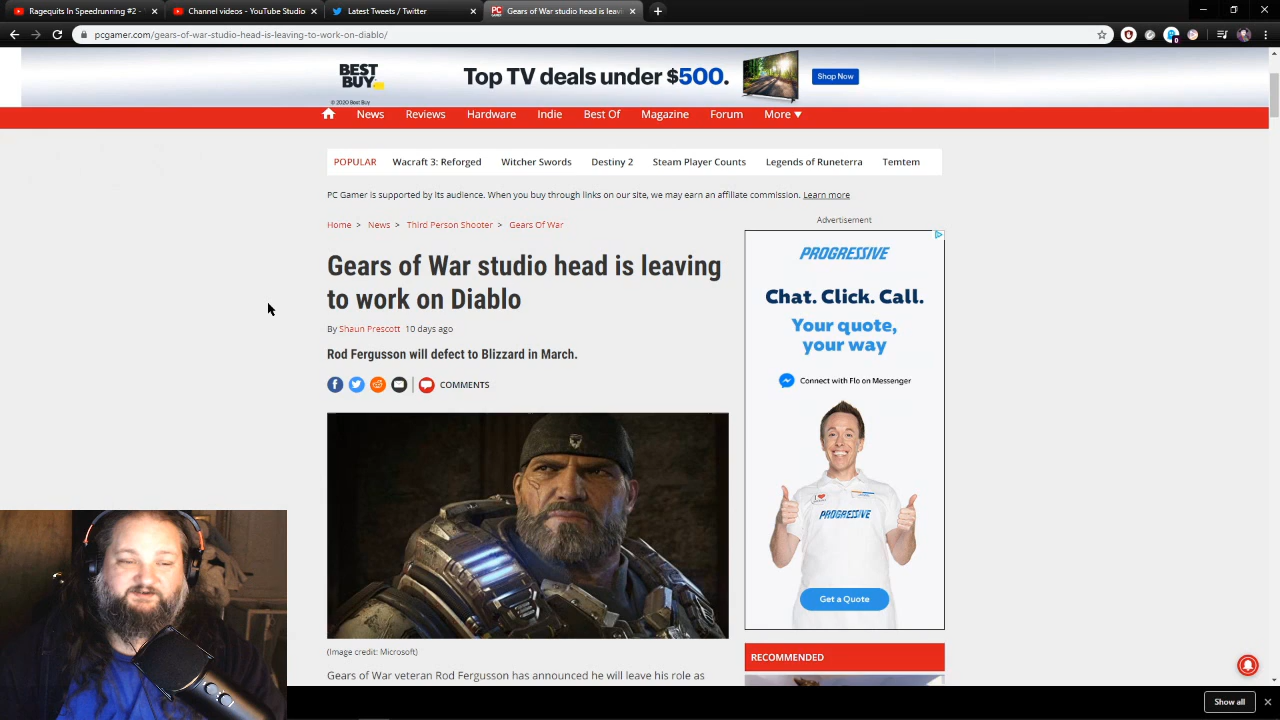 Ragequits In Speedrunning #2 -
Channel videos - YouTube Studio
Latest Tweets / Twitter
Gears of War studio head is leavin
pcgamer.com/gears-of-war-studio-head-is-leaving-to-work-on-diablo/
BEST BUY
© 2020 Best Buy
Top TV deals under $500.
Shop Now
News Reviews Hardware Indie Best Of Magazine Forum More ▼
POPULAR Wacraft 3: Reforged Witcher Swords Destiny 2 Steam Player Counts Legends of Runeterra Temtem
PC Gamer is supported by its audience. When you buy through links on our site, we may earn an affiliate commission. Learn more
Home > News > Third Person Shooter > Gears Of War
Advertisement
Gears of War studio head is leaving
to work on Diablo
By Shaun Prescott 10 days ago
Rod Fergusson will defect to Blizzard in March.
COMMENTS
(Image credit: Microsoft)
Gears of War veteran Rod Fergusson has announced he will leave his role as
PROGRESSIVE
Chat. Click. Call.
Your quote,
your way
Connect with Flo on Messenger
PROGRESSIVE
Get a Quote
RECOMMENDED
Show all